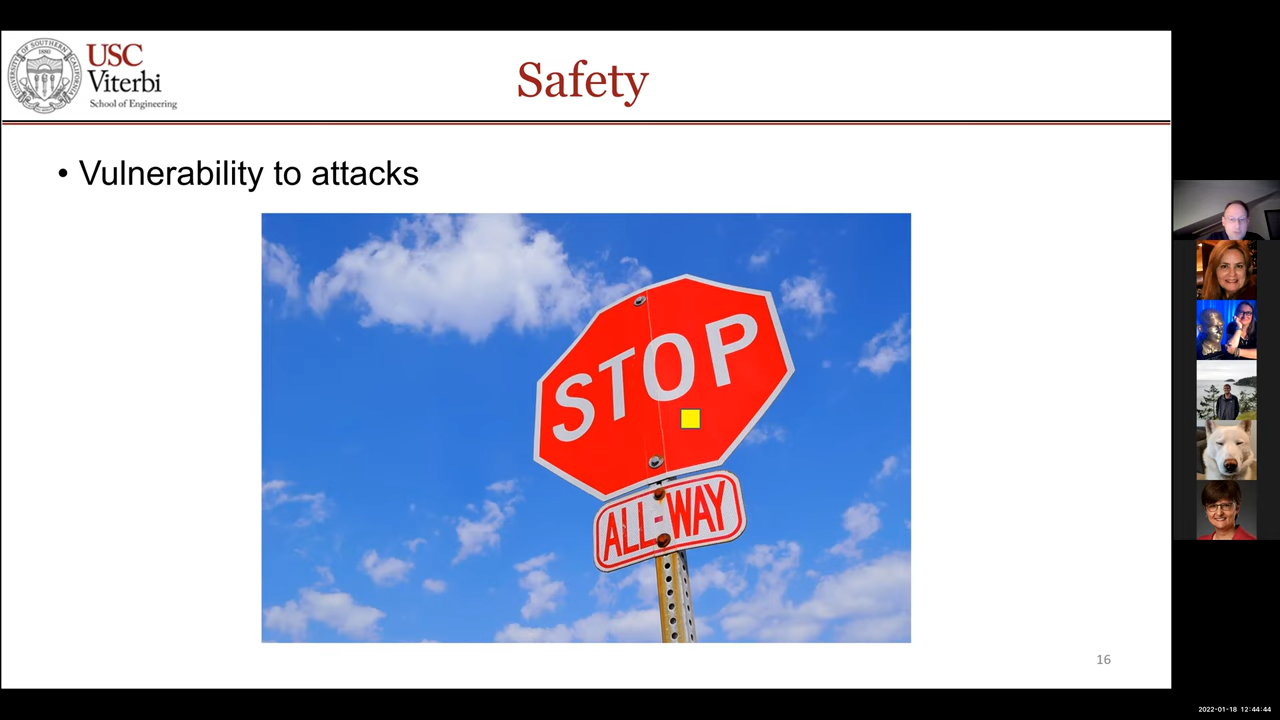 USC
Viterbi
School of Engineering
Safety
• Vulnerability to attacks
STOP
ALL-WAY
16
2022-01-18 12:44:44